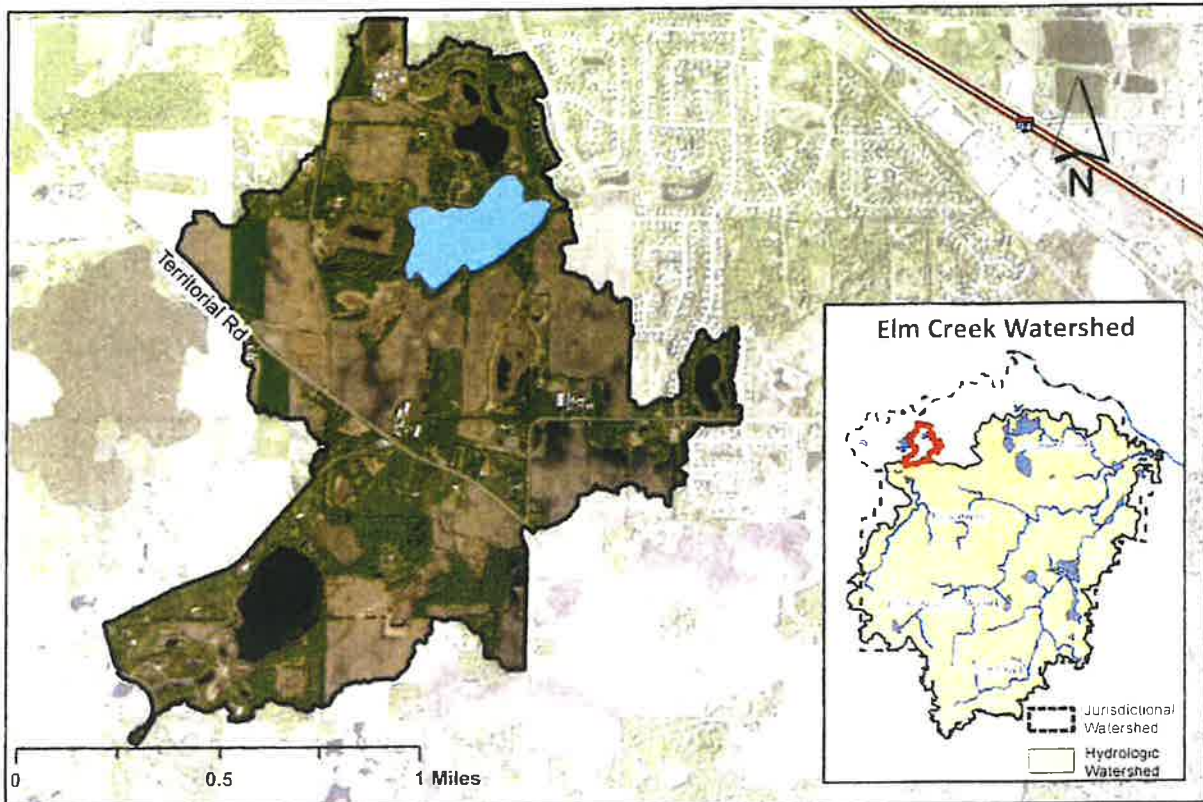 N
Territorial Rd
Elm Creek Watershed
Jurisdictional
Watershed
Hydrologic
Watershed
0 0.5 1 Miles